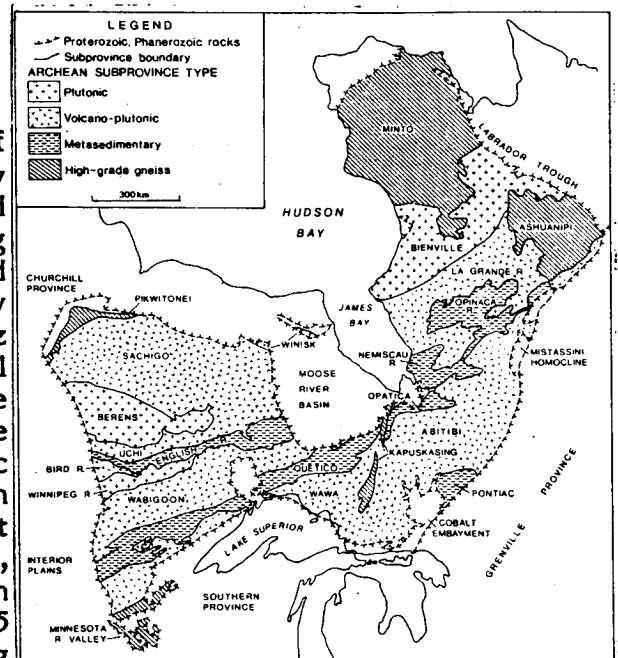 LEGEND
Proterozoic, Phanerozoic rocks
Subprovince boundary
ARCHEAN SUBPROVINCE TYPE
Plutonic
Volcano-plutonic
Metasedimentary
High-grade gneiss
300km
MINTO
LABRADOR TROUGH
HUDSON
BAY
ASHUANIPI
BIENVILLE
LA GRANDE R
CHURCHILL
PROVINCE
PIKWITONEI
JAMES
BAY
OPINACA
R
WINISK
SACHIGO
NEMISCAU
R
MISTASSINI
HOMOCLINE
MOOSE
RIVER
BASIN
OPATICA
BERENS
ABITIBI
UCHI
ENGLISH R
BIRD R
QUETICO
KAPUSKASING
WINNIPEG R
WABIGOON
WAWA
PONTIAC
COBALT
EMBAYMENT
GRENVILLE PROVINCE
INTERIOR
PLAINS
LAKE SUPERIOR
SOUTHERN
PROVINCE
MINNESOTA
R VALLEY